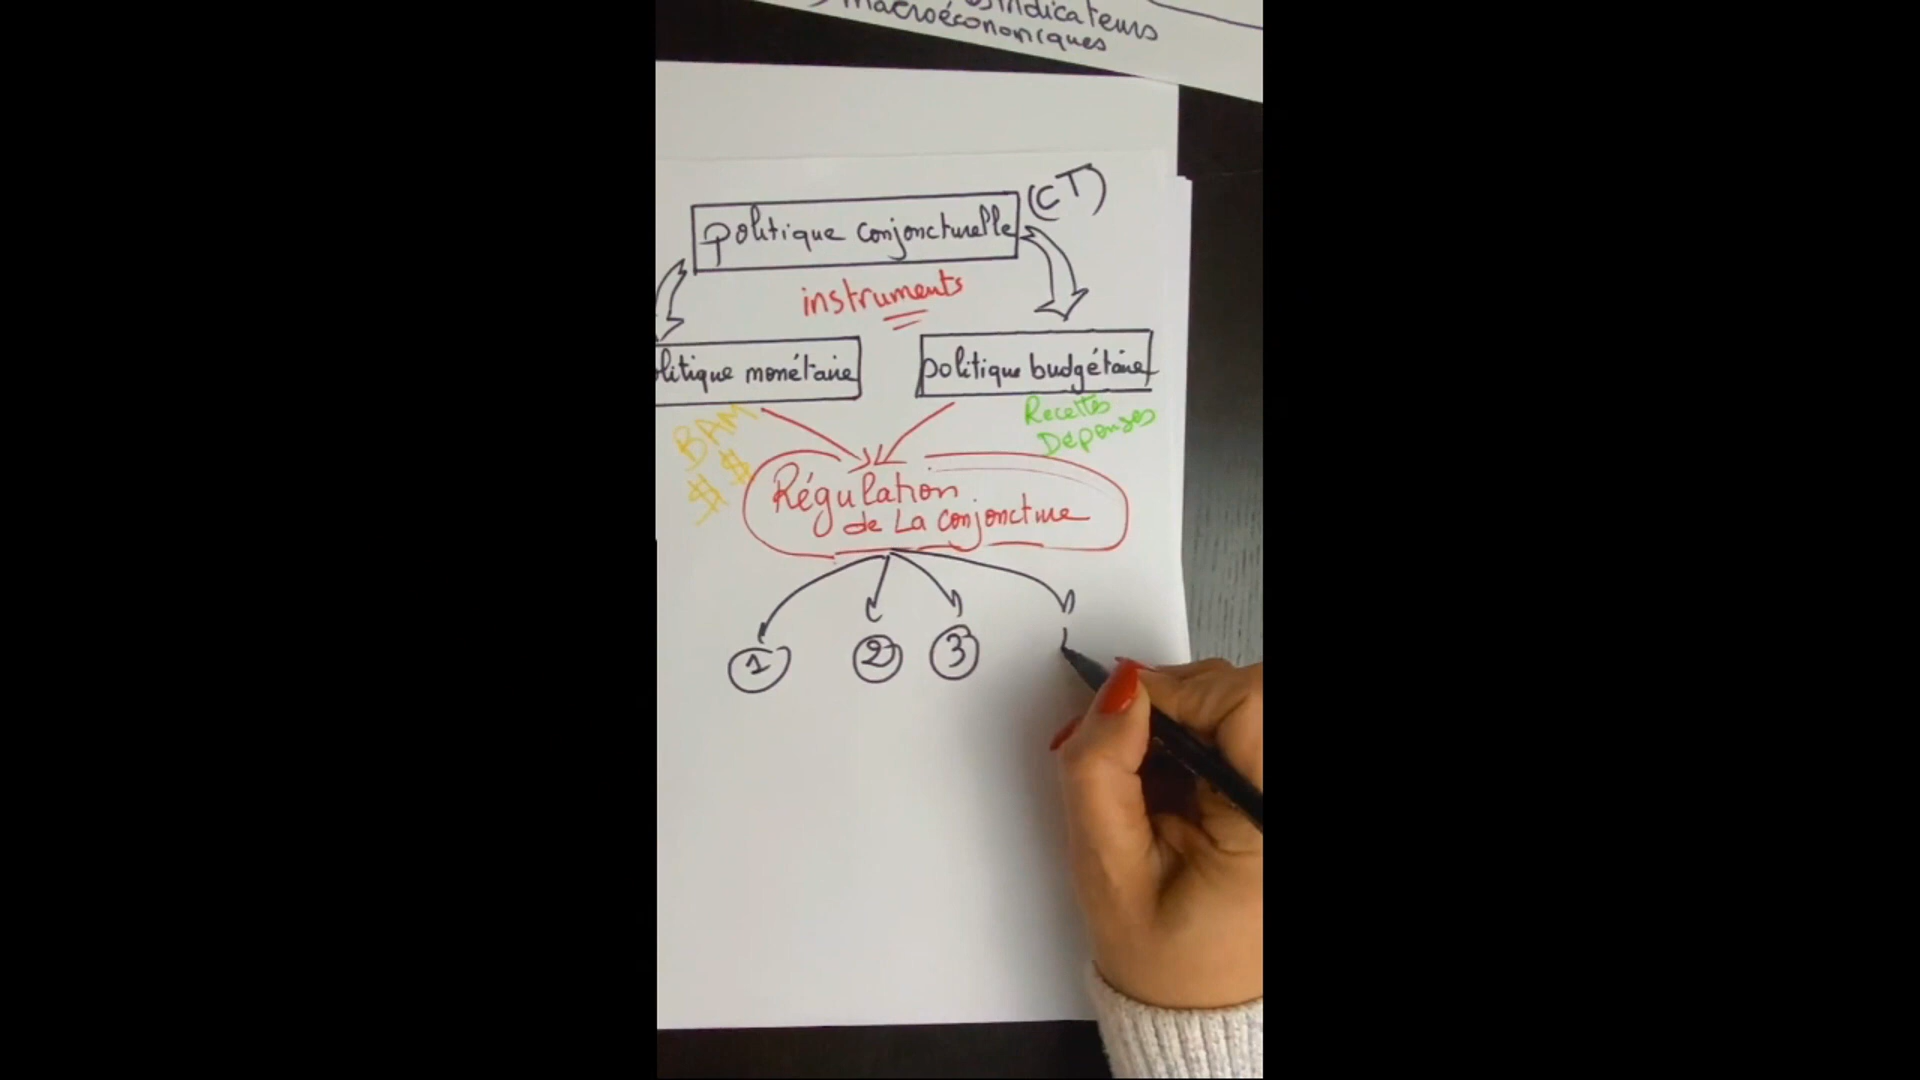 indicateurs
macroéconomiques
(CT)
politique conjoncturelle
instruments
olitique monétaire
politique budgétaire
BAM
$ $
Recettes
Dépenses
Régulation
de La conjoncture
1
2
3